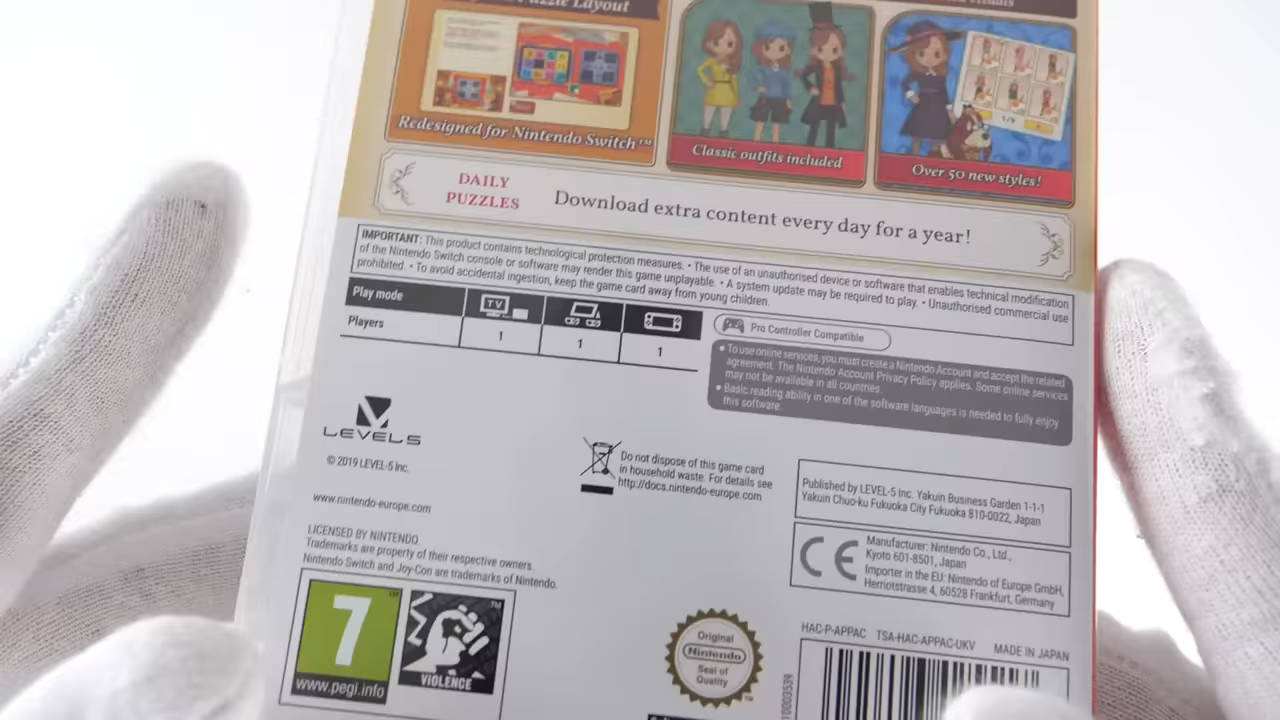 Puzzle Layout
Redesigned for Nintendo Switch™
Classic outfits included
1/9
Over 50 new styles!
DAILY
PUZZLES
Download extra content every day for a year!
IMPORTANT: This product contains technological protection measures. • The use of an unauthorised device or software that enables technical modification
of the Nintendo Switch console or software may render this game unplayable. • A system update may be required to play. • Unauthorised commercial use
prohibited. • To avoid accidental ingestion, keep the game card away from young children.
Play mode
TV
Players
1
1
1
Pro Controller Compatible
• To use online services, you must create a Nintendo Account and accept the related
agreement. The Nintendo Account Privacy Policy applies. Some online services
may not be available in all countries.
• Basic reading ability in one of the software languages is needed to fully enjoy
this software.
LEVEL5
© 2019 LEVEL-5 Inc.
www.nintendo-europe.com
Do not dispose of this game card
in household waste. For details see
http://docs.nintendo-europe.com
Published by LEVEL-5 Inc. Yakuin Business Garden 1-1-1
Yakuin Chuo-ku Fukuoka City Fukuoka 810-0022, Japan
CE
Manufacturer: Nintendo Co., Ltd.,
Kyoto 601-8501, Japan
Importer in the EU: Nintendo of Europe GmbH,
Herriotstrasse 4, 60528 Frankfurt, Germany
LICENSED BY NINTENDO
Trademarks are property of their respective owners.
Nintendo Switch and Joy-Con are trademarks of Nintendo.
7
™
www.pegi.info
™
VIOLENCE
Original
Nintendo
Seal of
Quality
™
HAC-P-APPAC TSA-HAC-APPAC-UKV MADE IN JAPAN
10003539